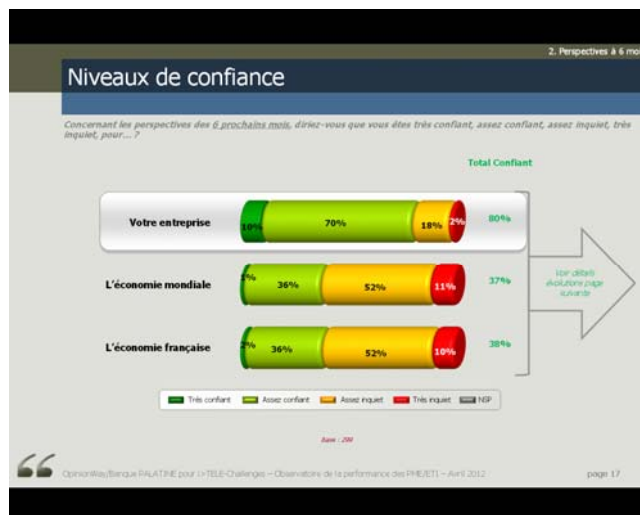 2. Perspectives à 6 mo
Niveaux de confiance
Concernant les perspectives des 6 prochains mois, diriez-vous que vous êtes très confiant, assez confiant, assez inquiet, très
inquiet, pour... ?
Total Confiant
Votre entreprise 10% 70% 18% 2% 80%
L'économie mondiale 1% 36% 52% 11% 37%
L'économie française 2% 36% 52% 10% 38%
Voir détails
évolutions page
suivante
Très confiant Assez confiant Assez inquiet Très inquiet NSP
Base : 200
OpinionWay/Banque PALATINE pour i>TELE-Challenges – Observatoire de la performance des PME/ETI – Avril 2012 page 17